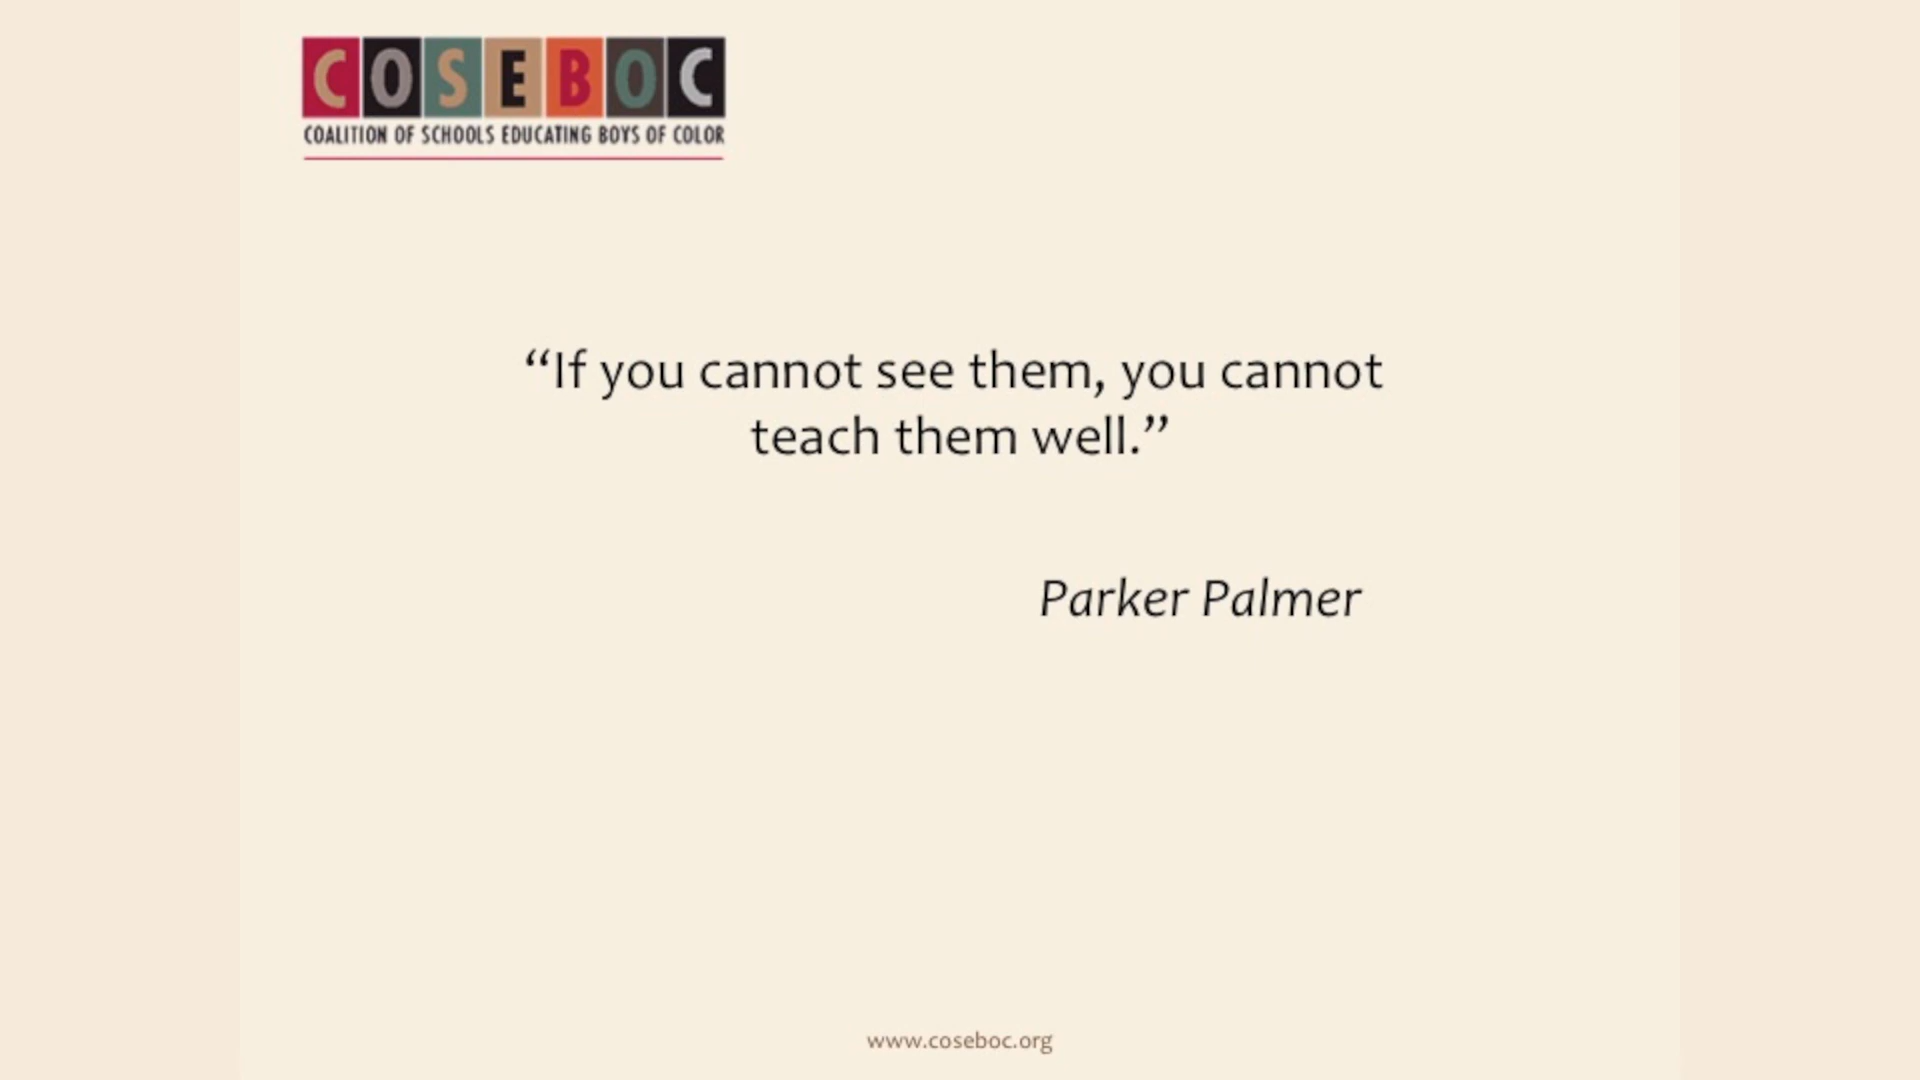 COSEBOC
COALITION OF SCHOOLS EDUCATING BOYS OF COLOR
“If you cannot see them, you cannot
teach them well.”
Parker Palmer
www.coseboc.org